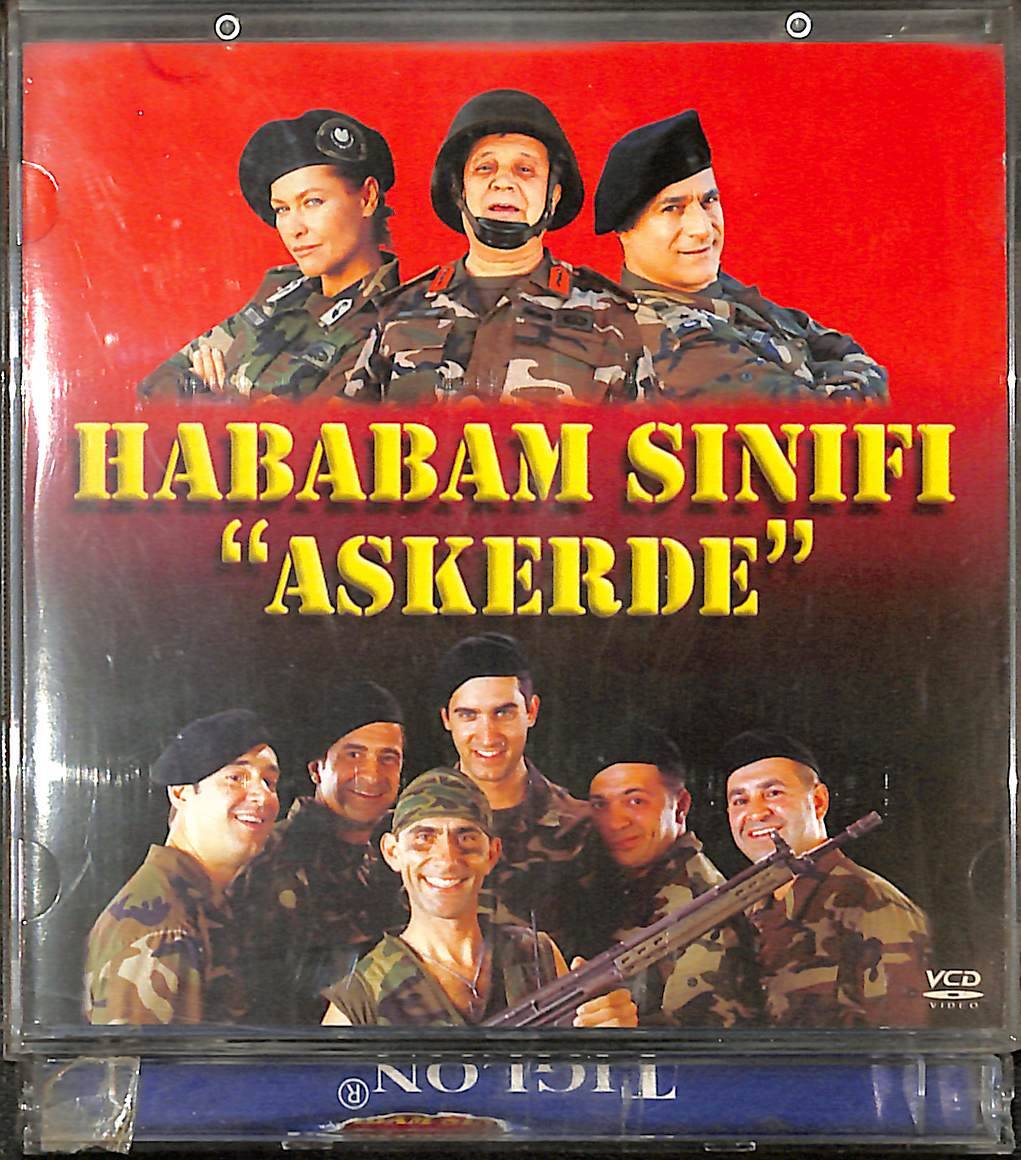 HABABAM SINIFI
“ASKERDE”
VCD
VIDEO
TIGLON®